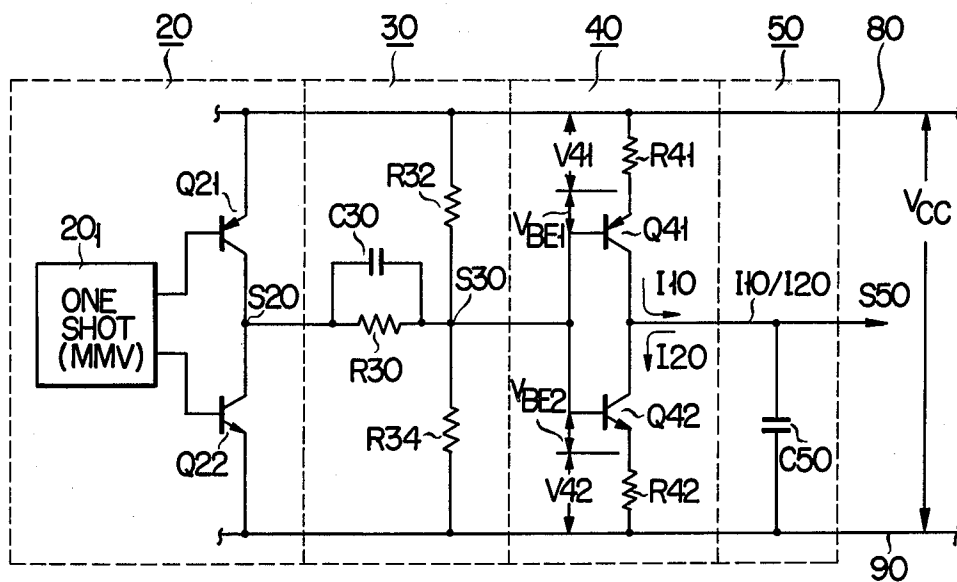 20
30
40
50
80
V41
R41
Q21
R32
VBE1
Q41
VCC
C30
201
ONE
SHOT
(MMV)
S20
S30
I10
I10/I20
S50
R30
I20
VBE2
Q42
R34
C50
Q22
V42
R42
90